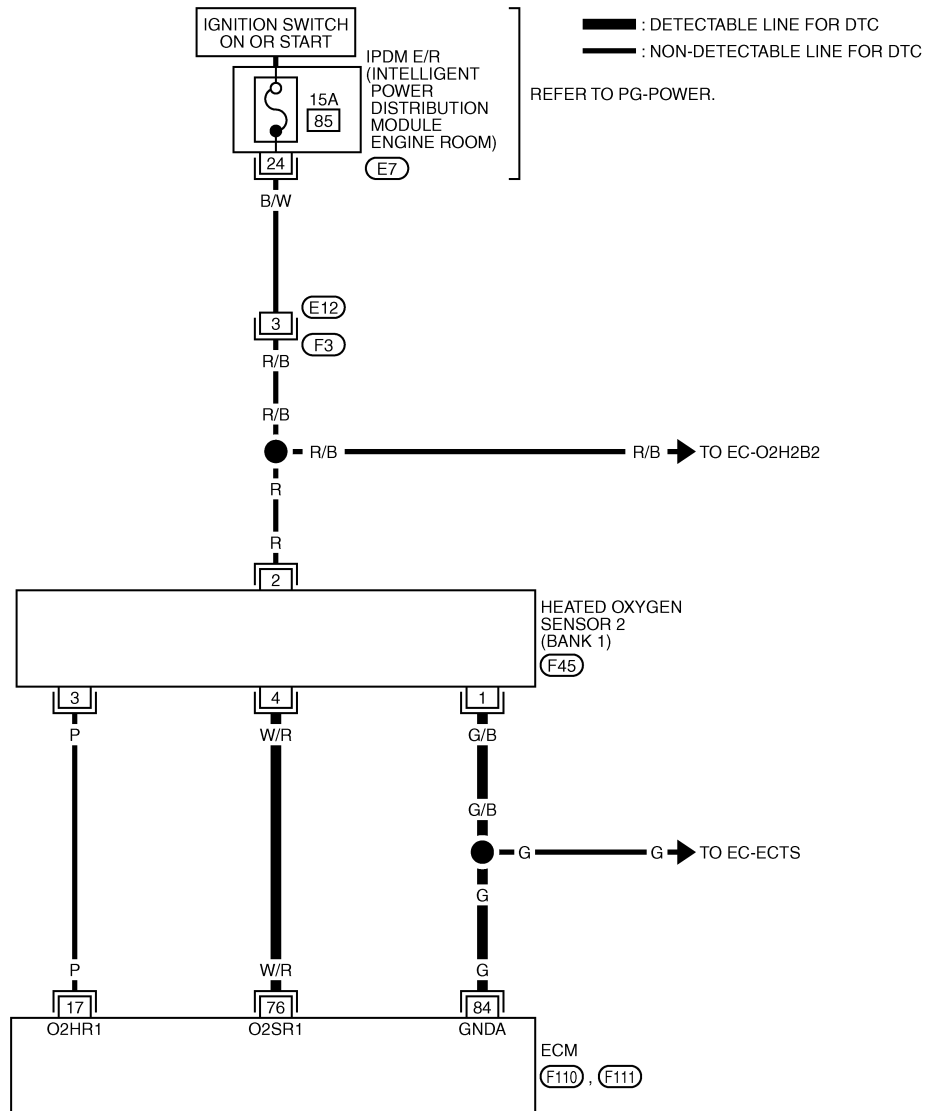 IGNITION SWITCH
ON OR START
: DETECTABLE LINE FOR DTC
: NON-DETECTABLE LINE FOR DTC
IPDM E/R
(INTELLIGENT
POWER
DISTRIBUTION
MODULE
ENGINE ROOM)
15A
85
REFER TO PG-POWER.
24
E7
B/W
E12
3
F3
R/B
R/B
R/B
R/B
TO EC-O2H2B2
R
R
2
HEATED OXYGEN
SENSOR 2
(BANK 1)
F45
3
4
1
P
W/R
G/B
G/B
G
G
TO EC-ECTS
G
P
W/R
G
17
76
84
O2HR1
O2SR1
GNDA
ECM
F110 , F111